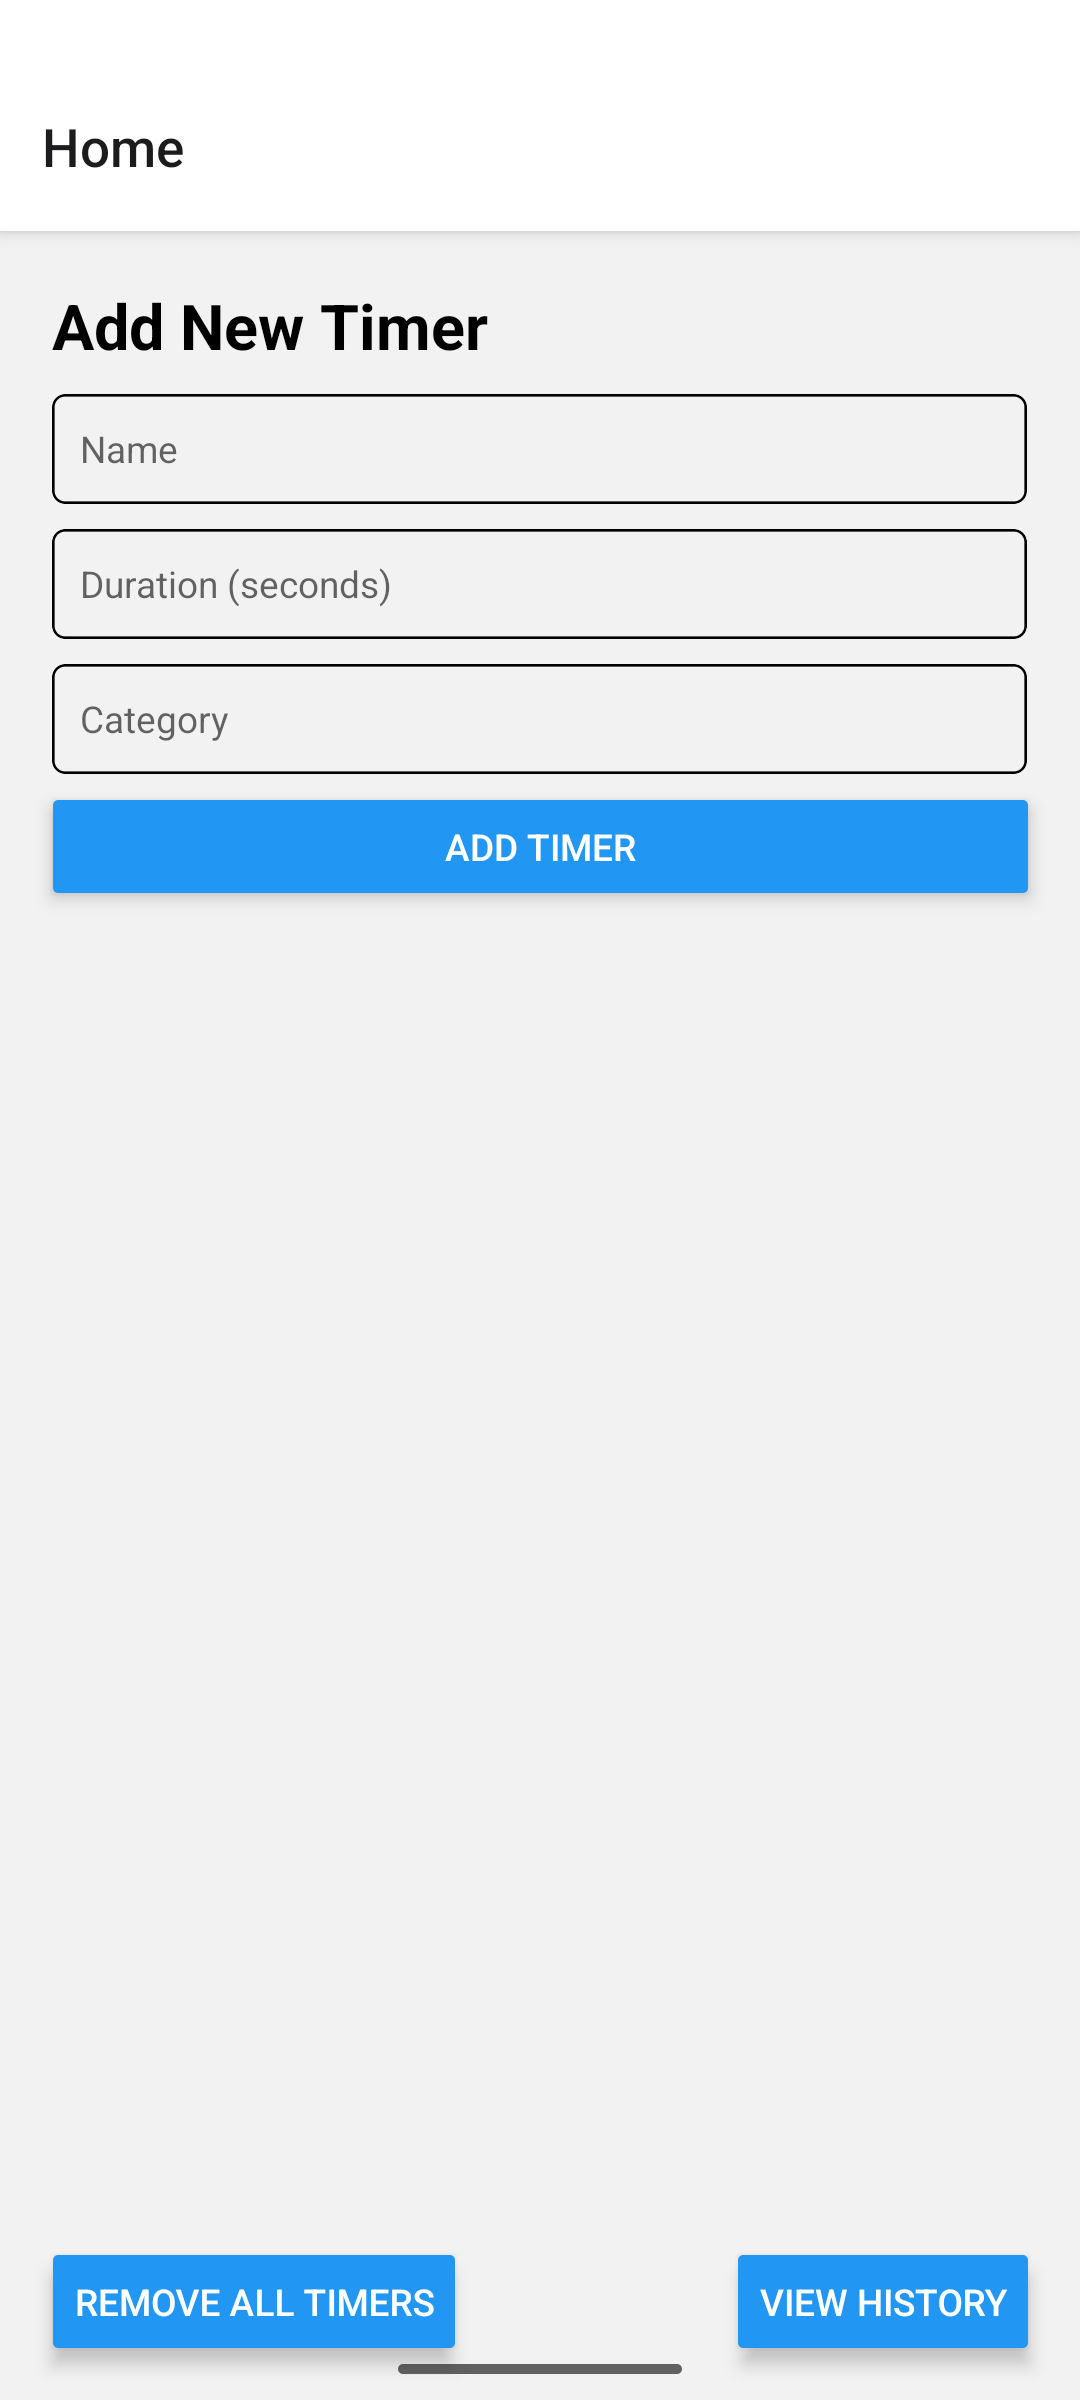 Home
Add New Timer
Name
Duration (seconds)
Category
ADD TIMER
REMOVE ALL TIMERS
VIEW HISTORY